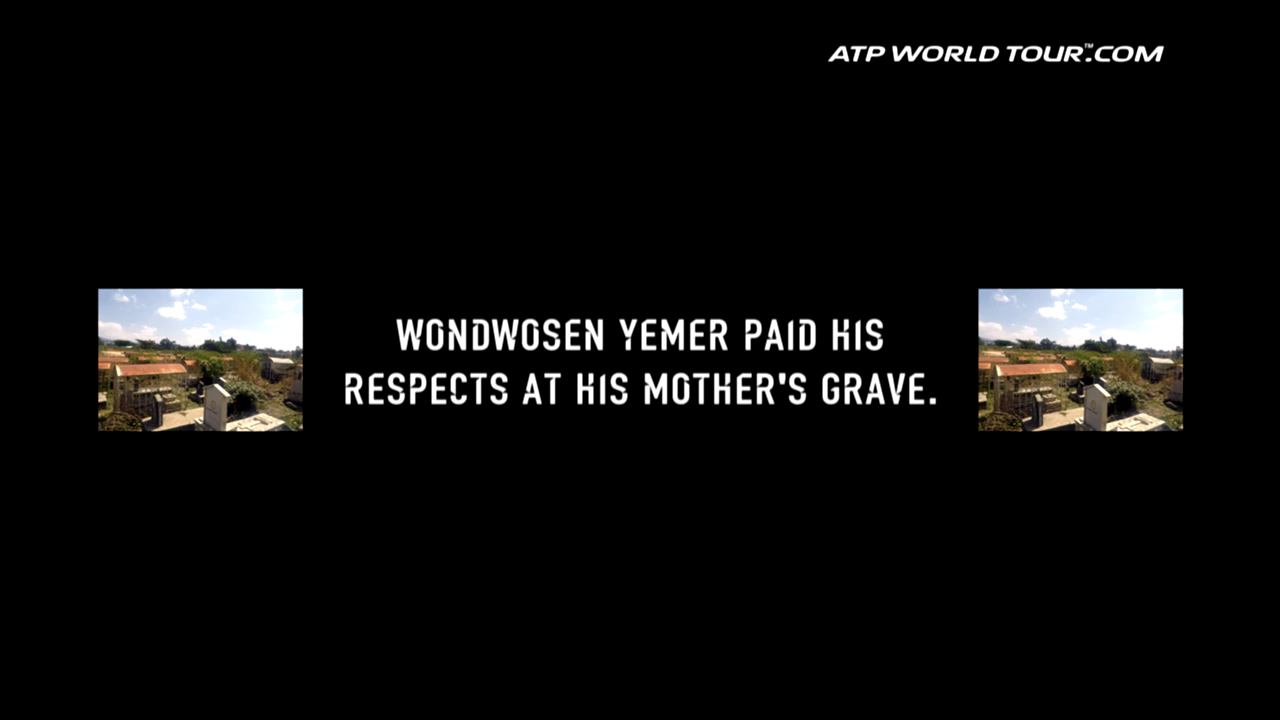 ATP WORLD TOUR™.COM
WONDWOSEN YEMER PAID HIS
RESPECTS AT HIS MOTHER'S GRAVE.